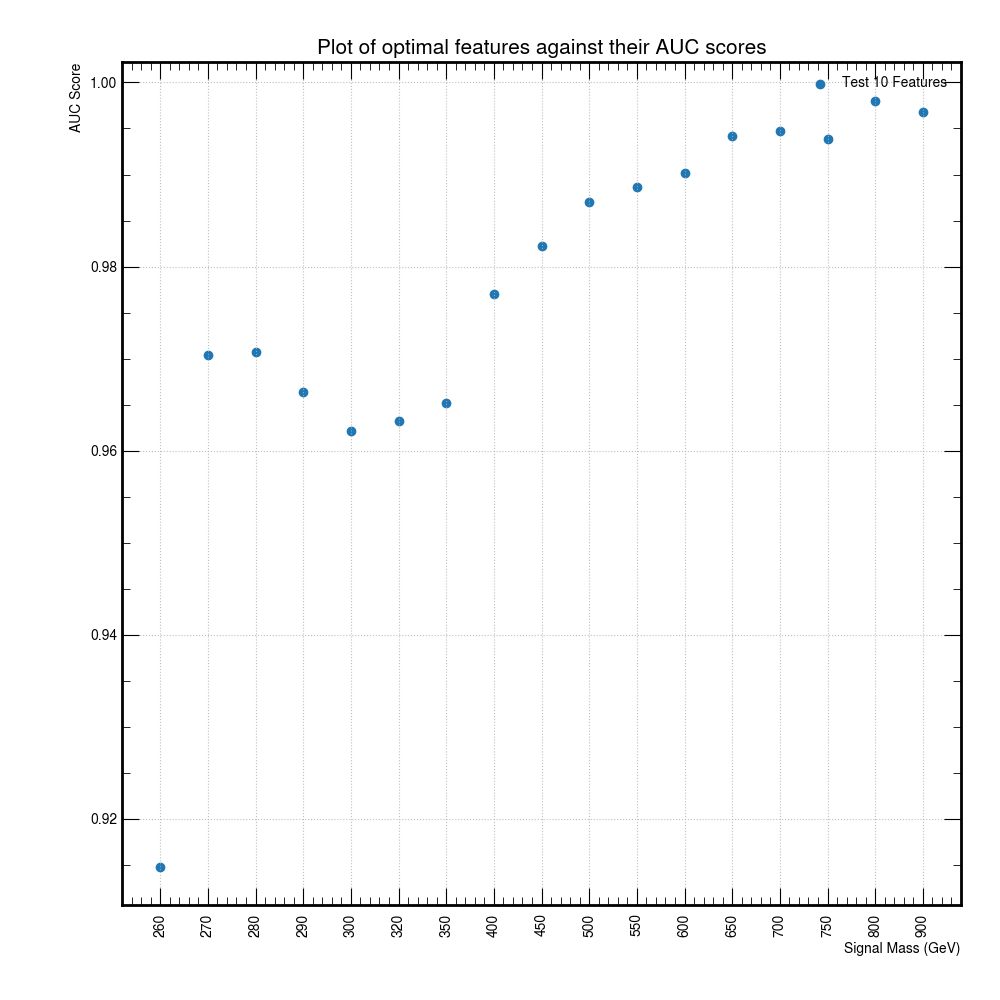 Plot of optimal features against their AUC scores
AUC Score
Test 10 Features
1.00
0.98
0.96
0.94
0.92
260 270 280 290 300 320 350 400 450 500 550 600 650 700 750 800 900
Signal Mass (GeV)